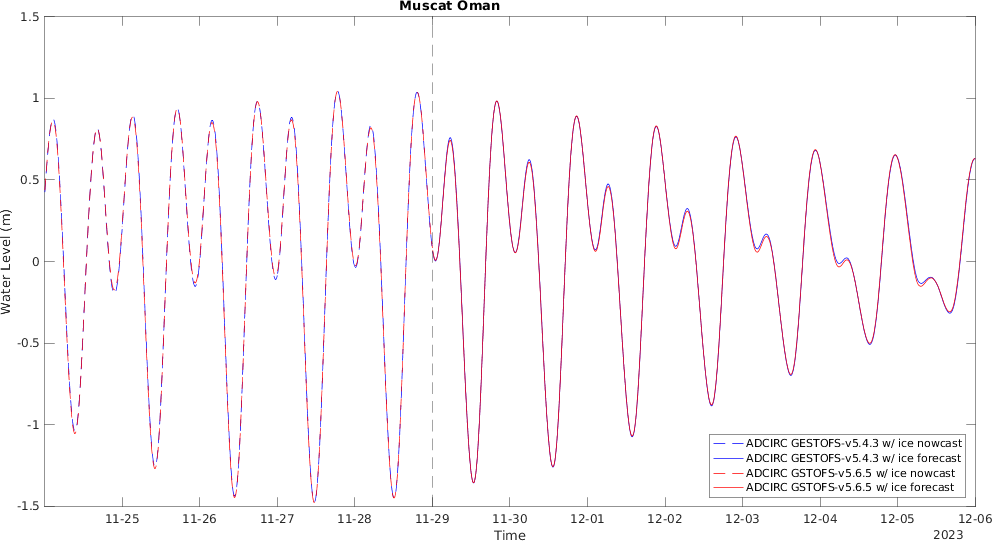 Muscat Oman
1.5
1
0.5
0
-0.5
-1
-1.5
Water Level (m)
ADCIRC GESTOFS-v5.4.3 w/ ice nowcast
ADCIRC GESTOFS-v5.4.3 w/ ice forecast
ADCIRC GSTOFS-v5.6.5 w/ ice nowcast
ADCIRC GSTOFS-v5.6.5 w/ ice forecast
11-25 11-26 11-27 11-28 11-29 11-30 12-01 12-02 12-03 12-04 12-05 12-06
Time
2023